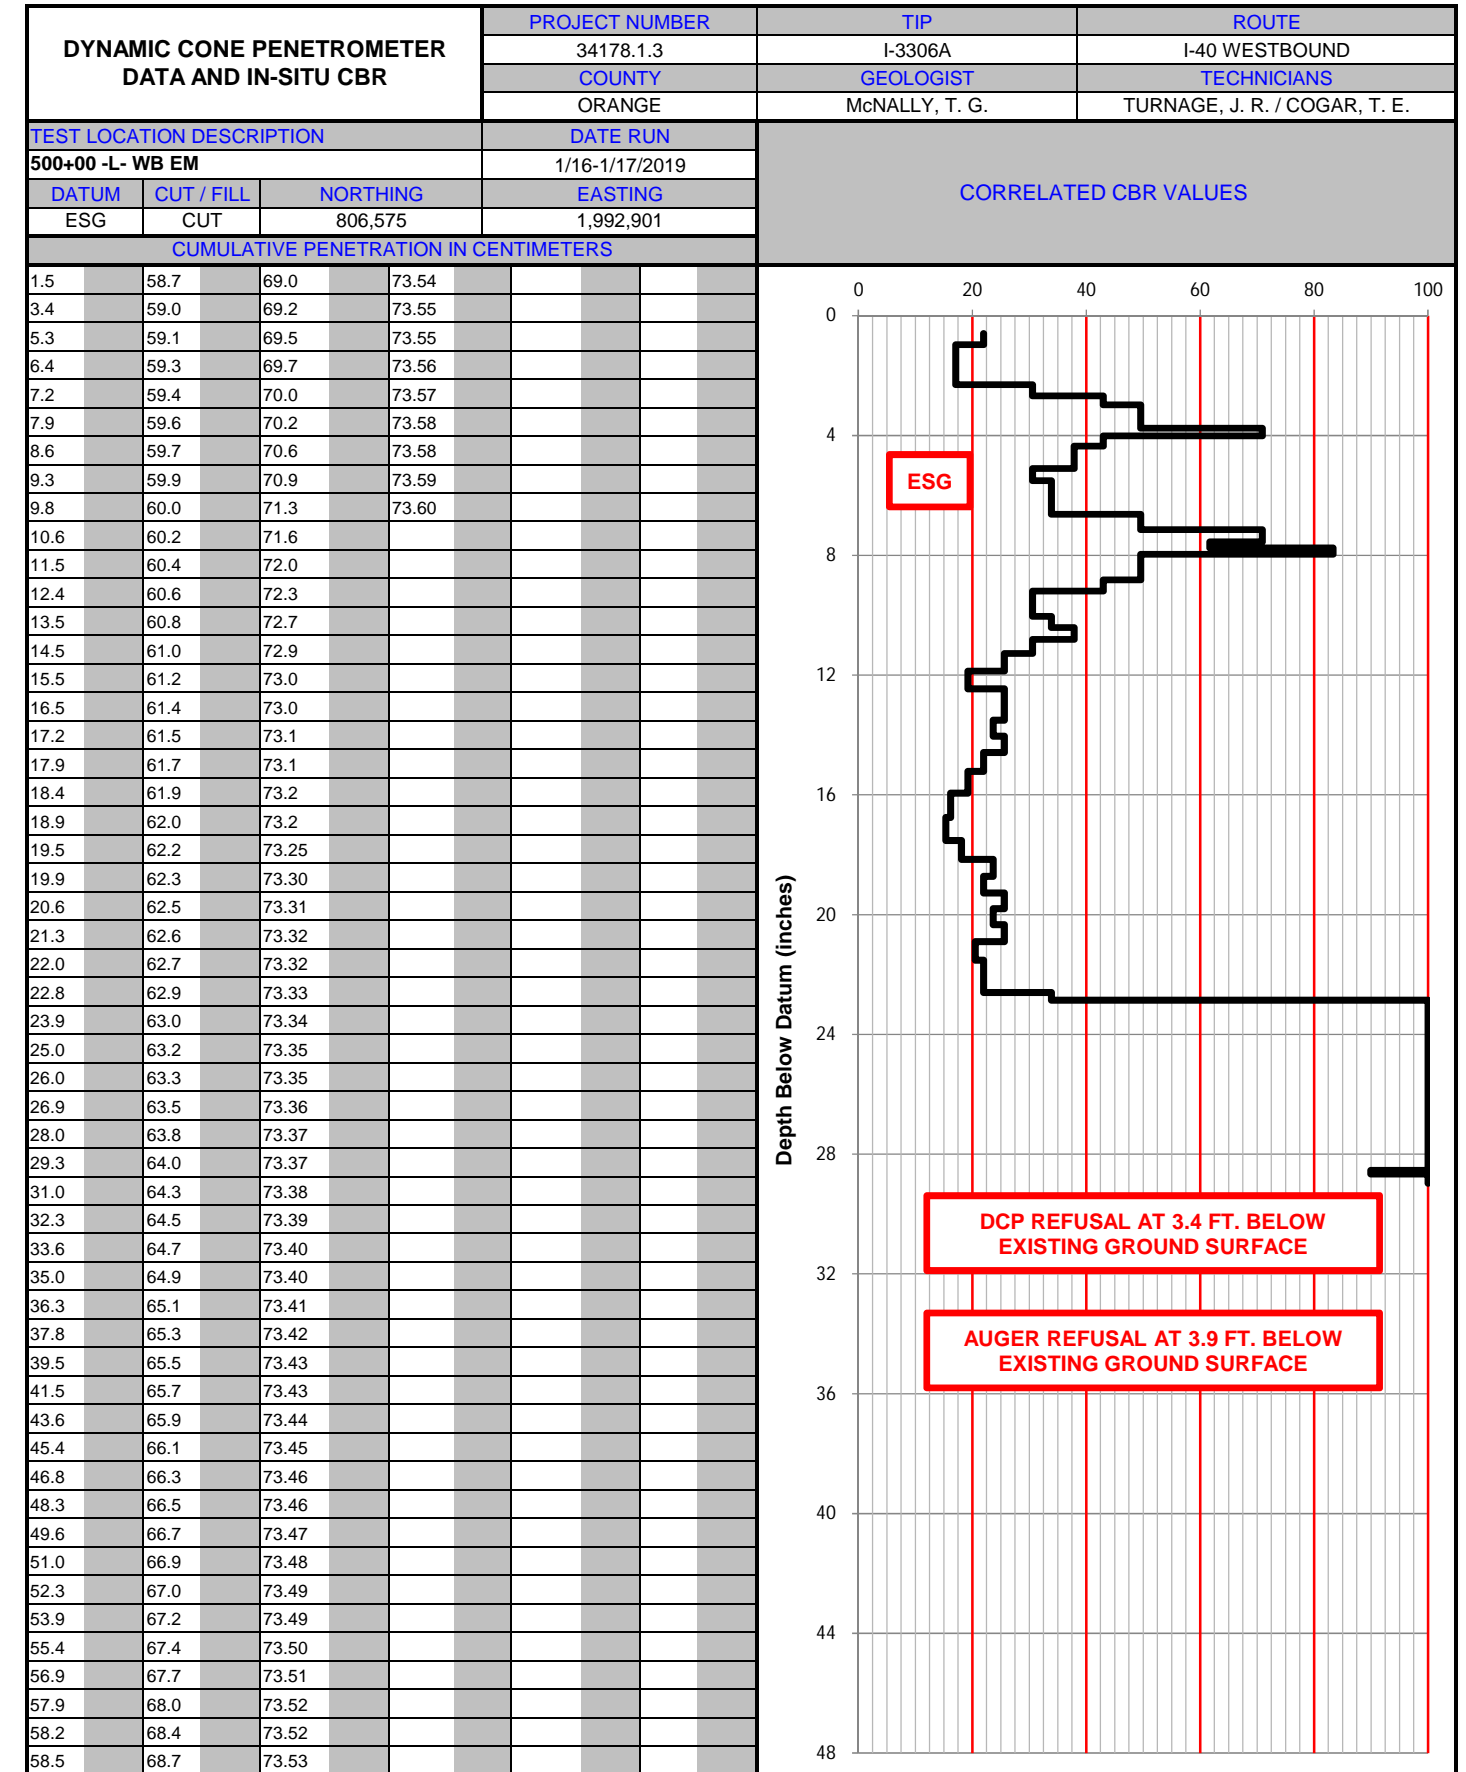 DYNAMIC CONE PENETROMETER
DATA AND IN-SITU CBR
PROJECT NUMBER TIP ROUTE
34178.1.3 I-3306A I-40 WESTBOUND
COUNTY GEOLOGIST TECHNICIANS
ORANGE McNALLY, T. G. TURNAGE, J. R. / COGAR, T. E.
TEST LOCATION DESCRIPTION DATE RUN
500+00 -L- WB EM 1/16-1/17/2019
DATUM CUT / FILL NORTHING EASTING
ESG CUT 806,575 1,992,901
CUMULATIVE PENETRATION IN CENTIMETERS
1.5 58.7 69.0 73.54
3.4 59.0 69.2 73.55
5.3 59.1 69.5 73.55
6.4 59.3 69.7 73.56
7.2 59.4 70.0 73.57
7.9 59.6 70.2 73.58
8.6 59.7 70.6 73.58
9.3 59.9 70.9 73.59
9.8 60.0 71.3 73.60
10.6 60.2 71.6
11.5 60.4 72.0
12.4 60.6 72.3
13.5 60.8 72.7
14.5 61.0 72.9
15.5 61.2 73.0
16.5 61.4 73.0
17.2 61.5 73.1
17.9 61.7 73.1
18.4 61.9 73.2
18.9 62.0 73.2
19.5 62.2 73.25
19.9 62.3 73.30
20.6 62.5 73.31
21.3 62.6 73.32
22.0 62.7 73.32
22.8 62.9 73.33
23.9 63.0 73.34
25.0 63.2 73.35
26.0 63.3 73.35
26.9 63.5 73.36
28.0 63.8 73.37
29.3 64.0 73.37
31.0 64.3 73.38
32.3 64.5 73.39
33.6 64.7 73.40
35.0 64.9 73.40
36.3 65.1 73.41
37.8 65.3 73.42
39.5 65.5 73.43
41.5 65.7 73.43
43.6 65.9 73.44
45.4 66.1 73.45
46.8 66.3 73.46
48.3 66.5 73.46
49.6 66.7 73.47
51.0 66.9 73.48
52.3 67.0 73.49
53.9 67.2 73.49
55.4 67.4 73.50
56.9 67.7 73.51
57.9 68.0 73.52
58.2 68.4 73.52
58.5 68.7 73.53
CORRELATED CBR VALUES
0 20 40 60 80 100
0
4
8
12
16
20
24
28
32
36
40
44
48
Depth Below Datum (inches)
ESG
DCP REFUSAL AT 3.4 FT. BELOW
EXISTING GROUND SURFACE
AUGER REFUSAL AT 3.9 FT. BELOW
EXISTING GROUND SURFACE